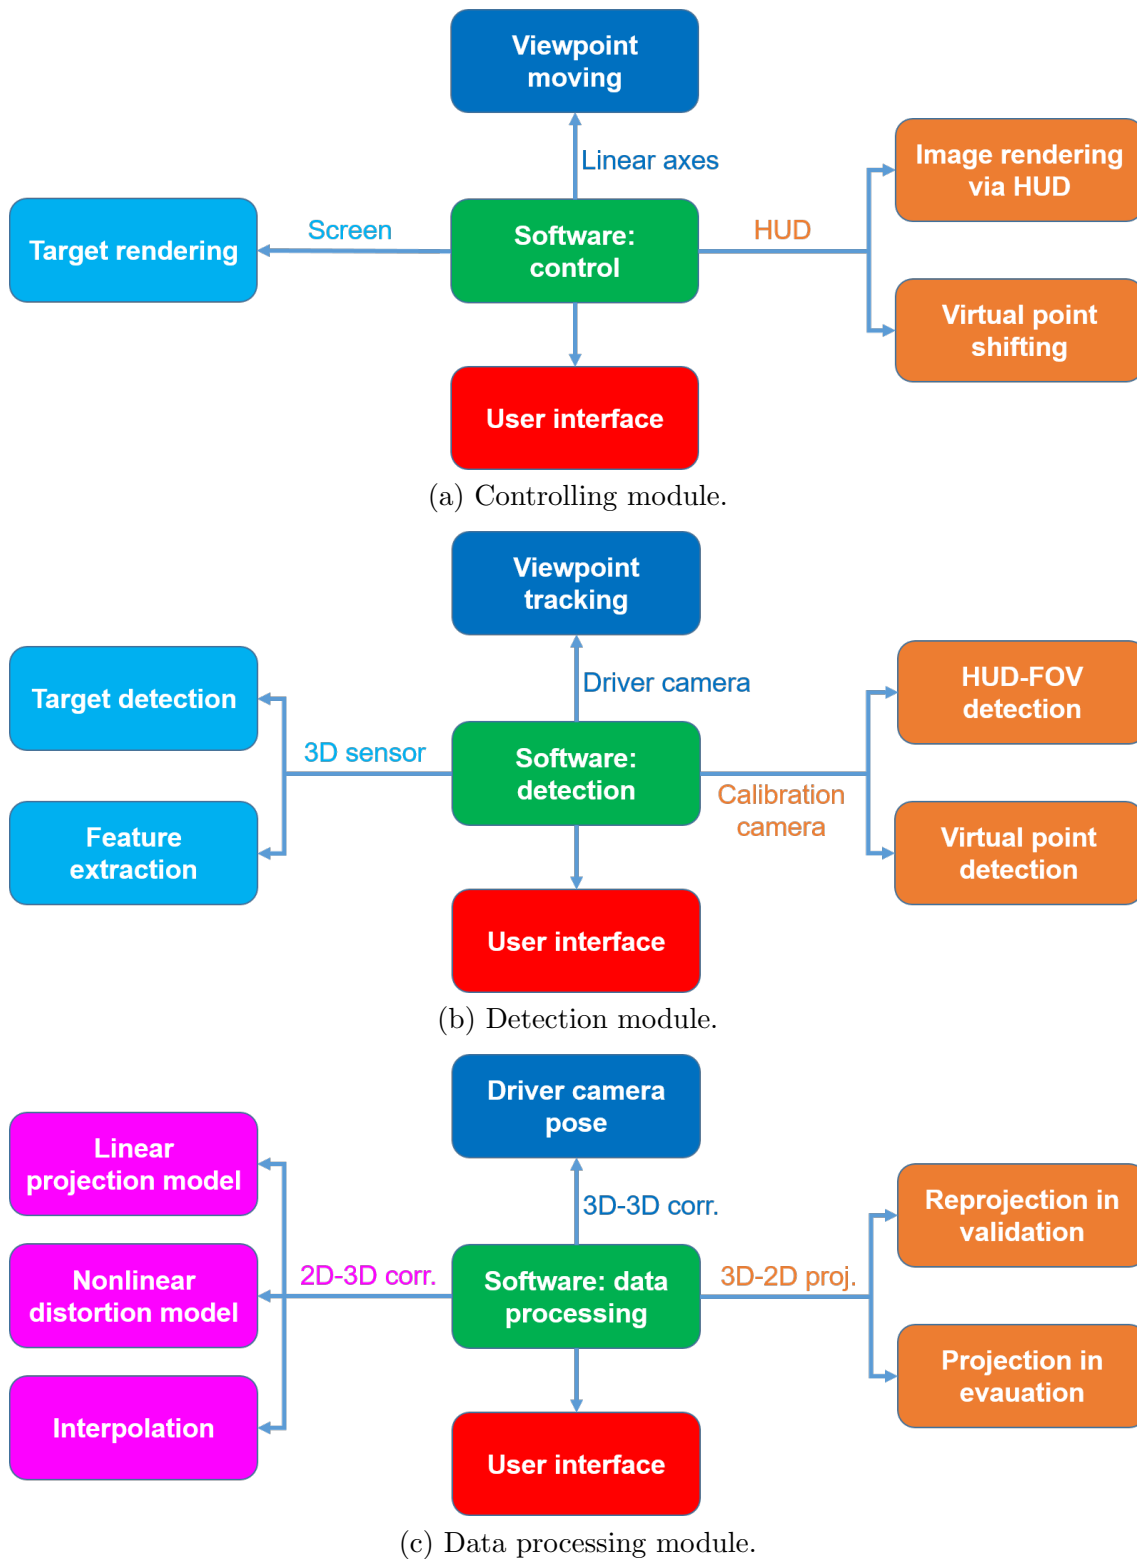 Viewpoint
moving
Linear axes
Image rendering
via HUD
Target rendering
Screen
Software:
control
HUD
Virtual point
shifting
User interface
(a) Controlling module.
Viewpoint
tracking
Driver camera
Target detection
HUD-FOV
detection
3D sensor
Software:
detection
Calibration
camera
Feature
extraction
Virtual point
detection
User interface
(b) Detection module.
Driver camera
pose
Linear
projection model
3D-3D corr.
Reprojection in
validation
Nonlinear
distortion model
2D-3D corr.
Software: data
processing
3D-2D proj.
Projection in
evauation
Interpolation
User interface
(c) Data processing module.